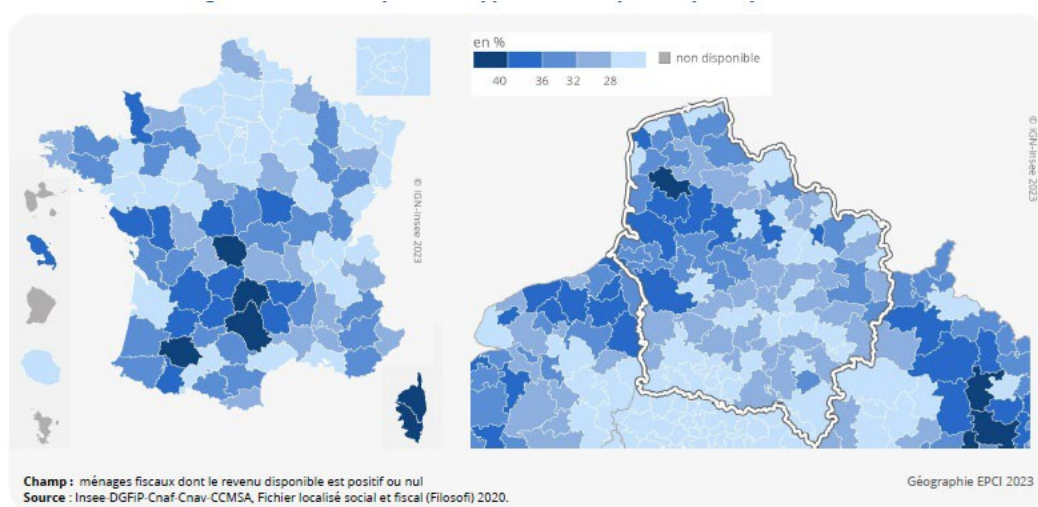 en %
40 36 32 28
non disponible
© IGN-Insee 2023
© IGN-Insee 2023
Champ : ménages fiscaux dont le revenu disponible est positif ou nul
Source : Insee-DGFiP-Cnaf-Cnav-CCMSA, Fichier localisé social et fiscal (Filosofi) 2020.
Géographie EPCI 2023